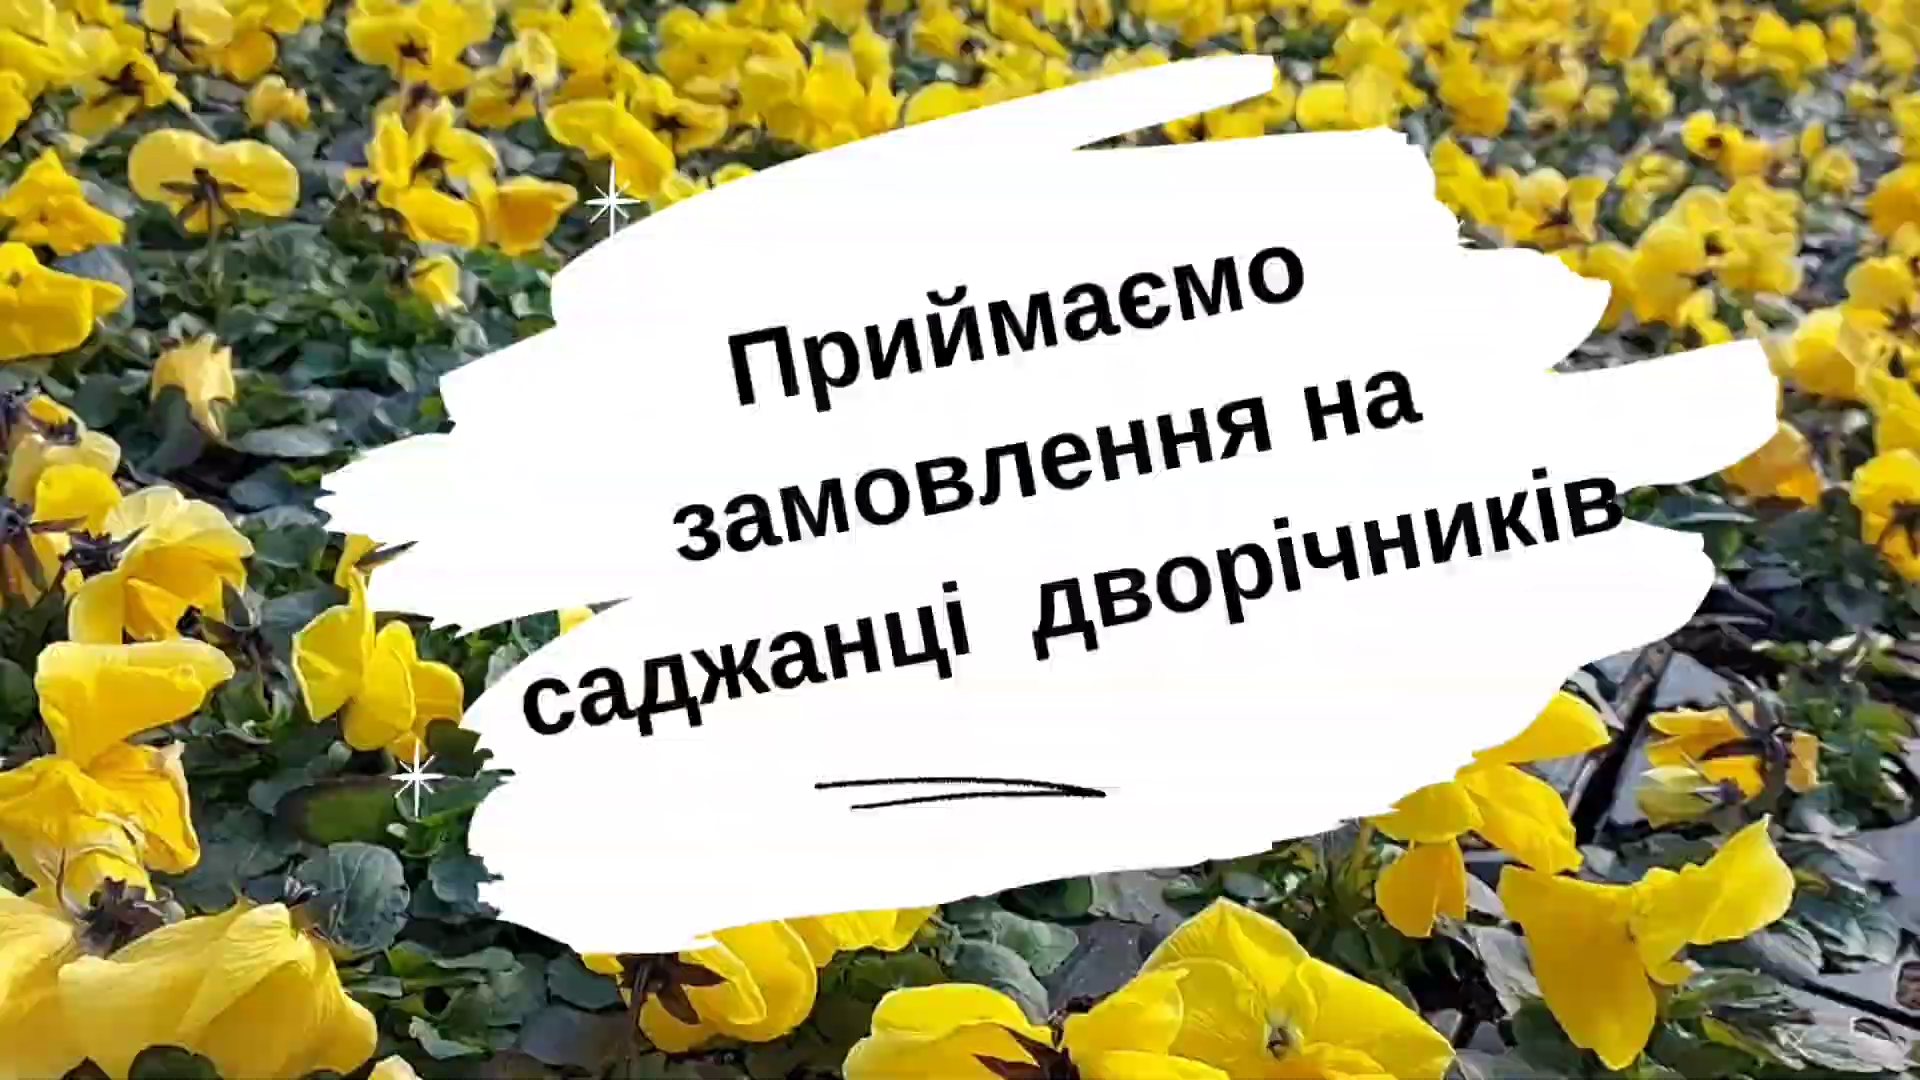 Приймаємо
замовлення на
саджанці дворічників